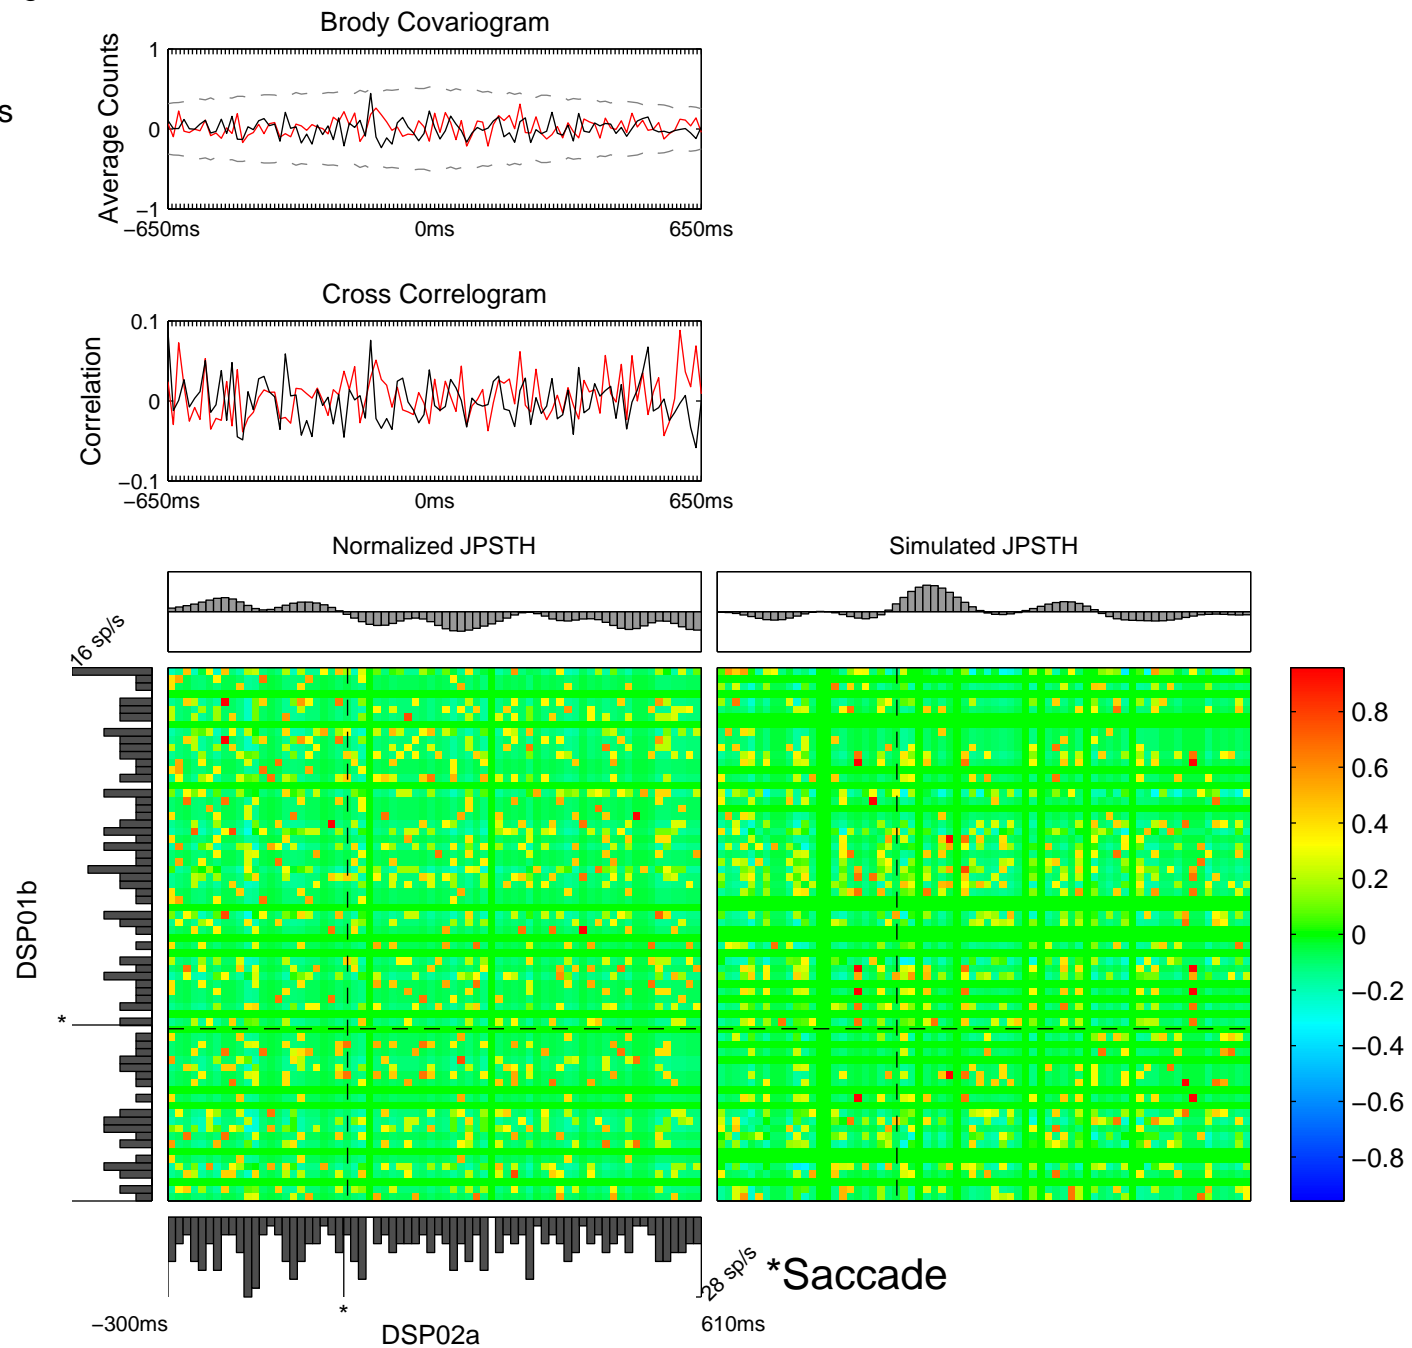 g
Brody Covariogram
s
Average Counts
1
0
−1
−650ms
0ms
650ms
Cross Correlogram
Correlation
0.1
0
−0.1
−650ms
0ms
650ms
Normalized JPSTH
Simulated JPSTH
16 sp/s
DSP01b
*
0.8
0.6
0.4
0.2
0
−0.2
−0.4
−0.6
−0.8
28 sp/s
*Saccade
*
−300ms
DSP02a
610ms